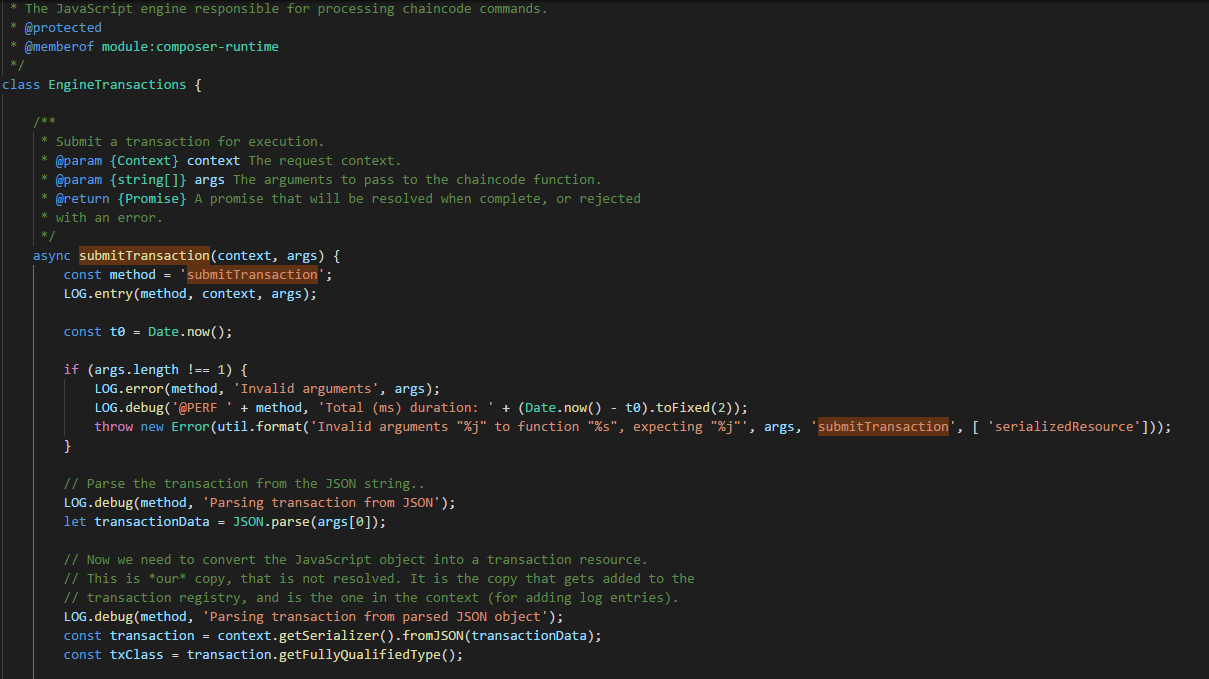 * The JavaScript engine responsible for processing chaincode commands.
* @protected
* @memberof module:composer-runtime
*/
class EngineTransactions {
/**
* Submit a transaction for execution.
* @param {Context} context The request context.
* @param {string[]} args The arguments to pass to the chaincode function.
* @return {Promise} A promise that will be resolved when complete, or rejected
* with an error.
*/
async submitTransaction(context, args) {
const method = 'submitTransaction';
LOG.entry(method, context, args);
const t0 = Date.now();
if (args.length !== 1) {
LOG.error(method, 'Invalid arguments', args);
LOG.debug('@PERF ' + method, 'Total (ms) duration: ' + (Date.now() - t0).toFixed(2));
throw new Error(util.format('Invalid arguments "%j" to function "%s", expecting "%j"', args, 'submitTransaction', [ 'serializedResource']));
}
// Parse the transaction from the JSON string..
LOG.debug(method, 'Parsing transaction from JSON');
let transactionData = JSON.parse(args[0]);
// Now we need to convert the JavaScript object into a transaction resource.
// This is *our* copy, that is not resolved. It is the copy that gets added to the
// transaction registry, and is the one in the context (for adding log entries).
LOG.debug(method, 'Parsing transaction from parsed JSON object');
const transaction = context.getSerializer().fromJSON(transactionData);
const txClass = transaction.getFullyQualifiedType();